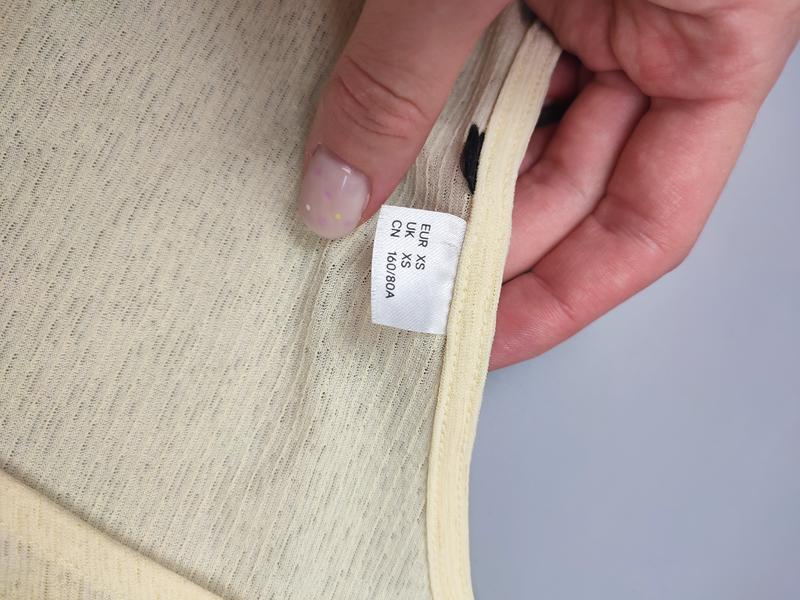 EUR XS
UK XS
CN 160/80A